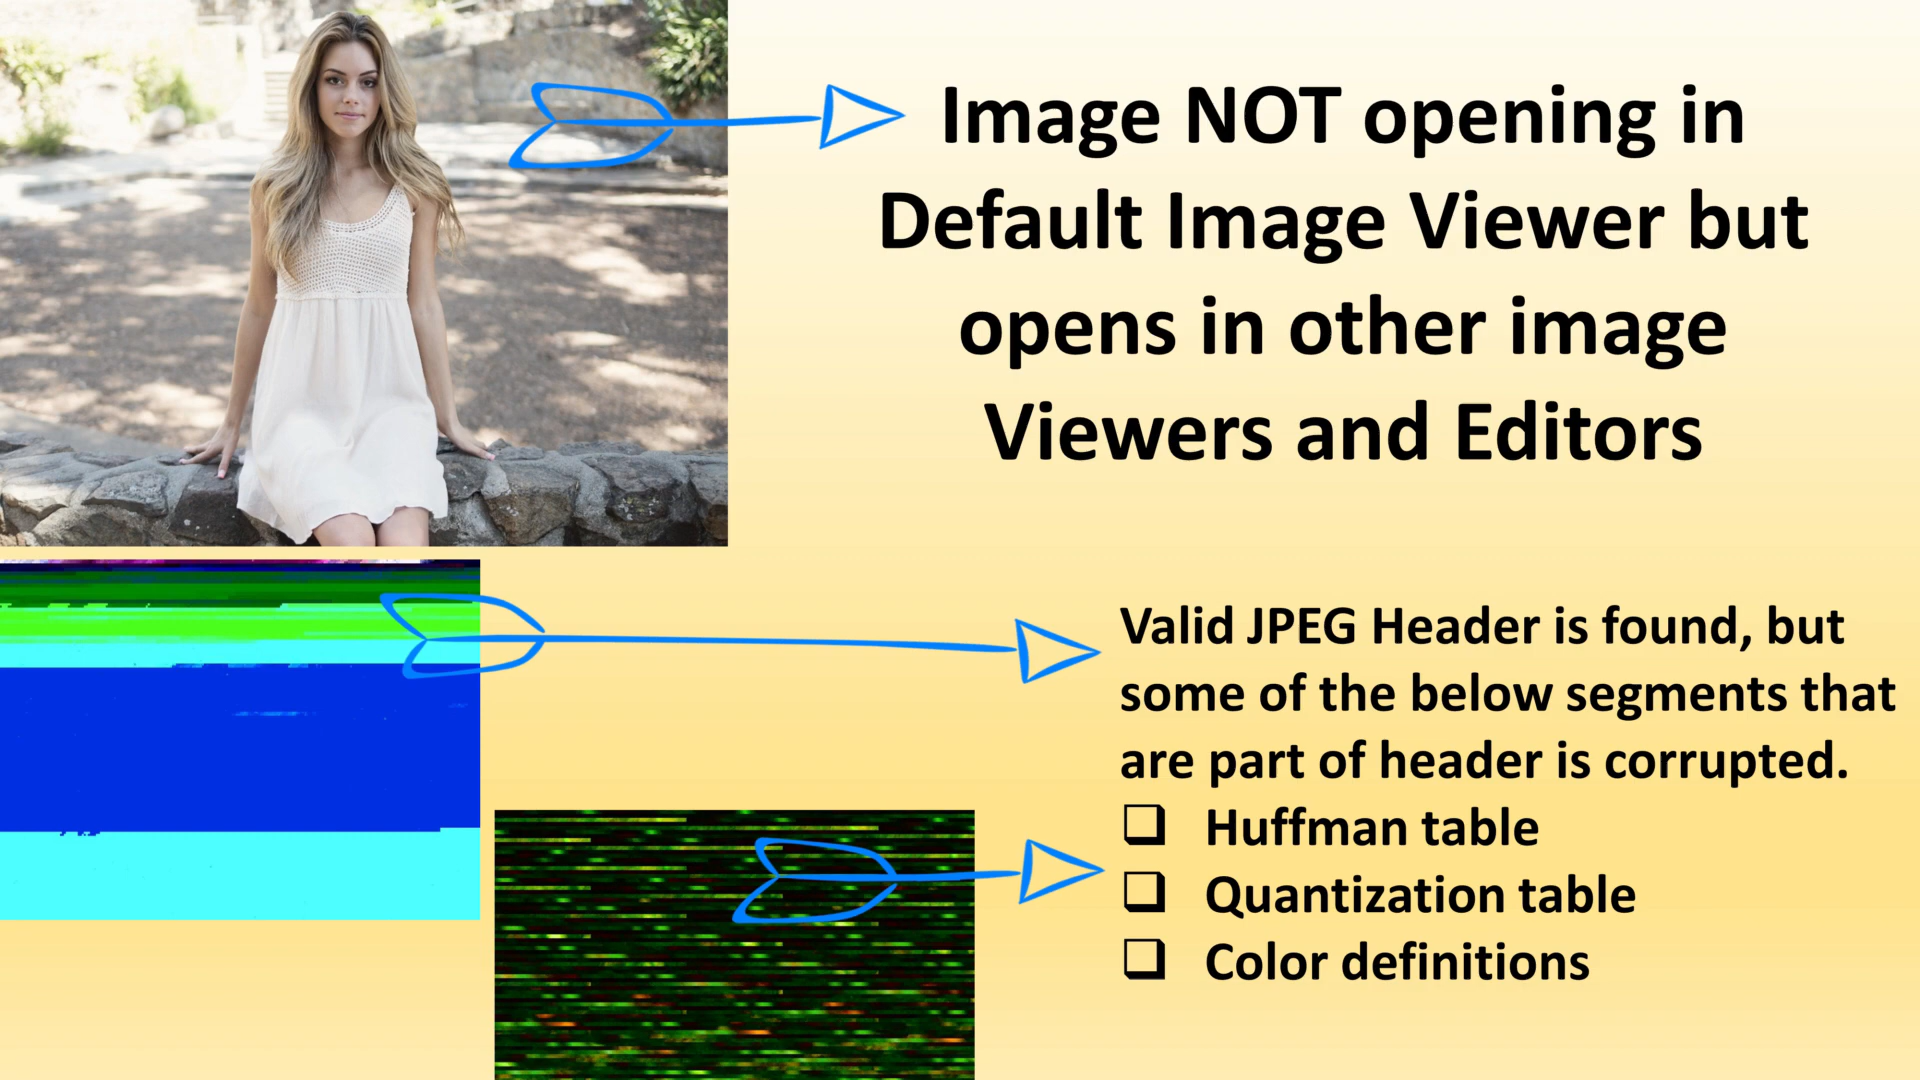 Image NOT opening in
Default Image Viewer but
opens in other image
Viewers and Editors
Valid JPEG Header is found, but
some of the below segments that
are part of header is corrupted.
❑ Huffman table
❑ Quantization table
❑ Color definitions